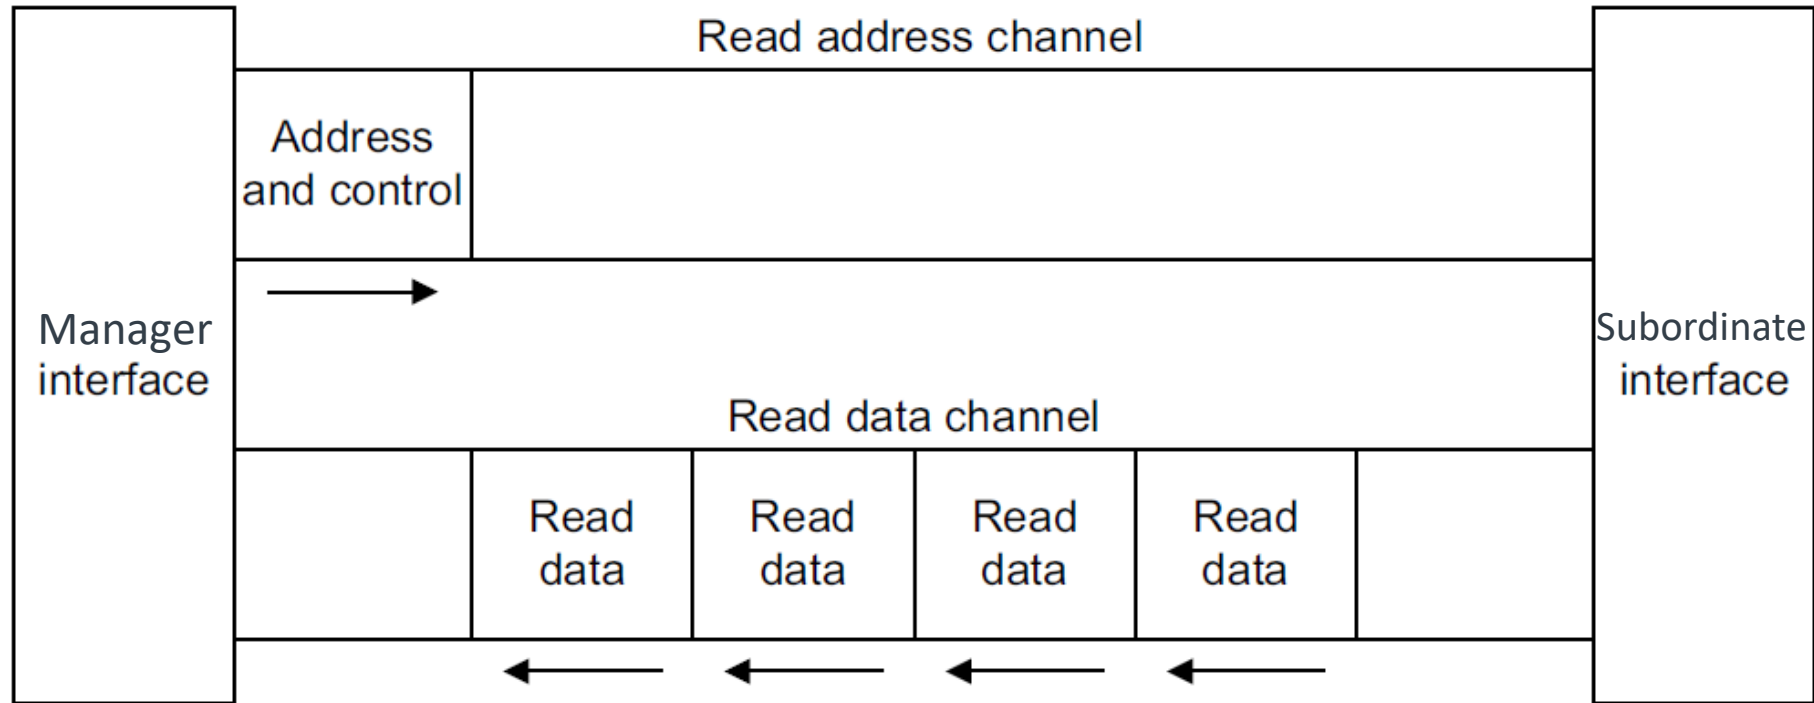 Read address channel
Address
and control
Manager
interface
Subordinate
interface
Read data channel
Read
data
Read
data
Read
data
Read
data